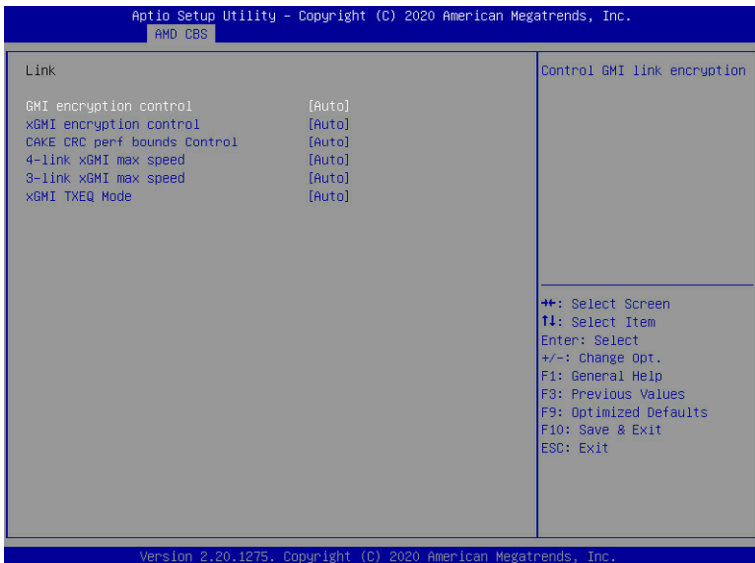 Aptio Setup Utility – Copyright (C) 2020 American Megatrends, Inc.
AMD CBS
Link
GMI encryption control [Auto]
xGMI encryption control [Auto]
CAKE CRC perf bounds Control [Auto]
4-link xGMI max speed [Auto]
3-link xGMI max speed [Auto]
xGMI TXEQ Mode [Auto]
Control GMI link encryption
→←: Select Screen
↑↓: Select Item
Enter: Select
+/-: Change Opt.
F1: General Help
F3: Previous Values
F9: Optimized Defaults
F10: Save & Exit
ESC: Exit
Version 2.20.1275. Copyright (C) 2020 American Megatrends, Inc.